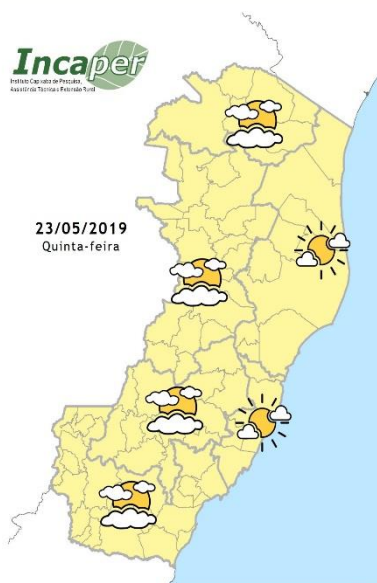 Incaper
Instituto Capixaba de Pesquisa,
Assistência Técnica e Extensão Rural
23/05/2019
Quinta-feira